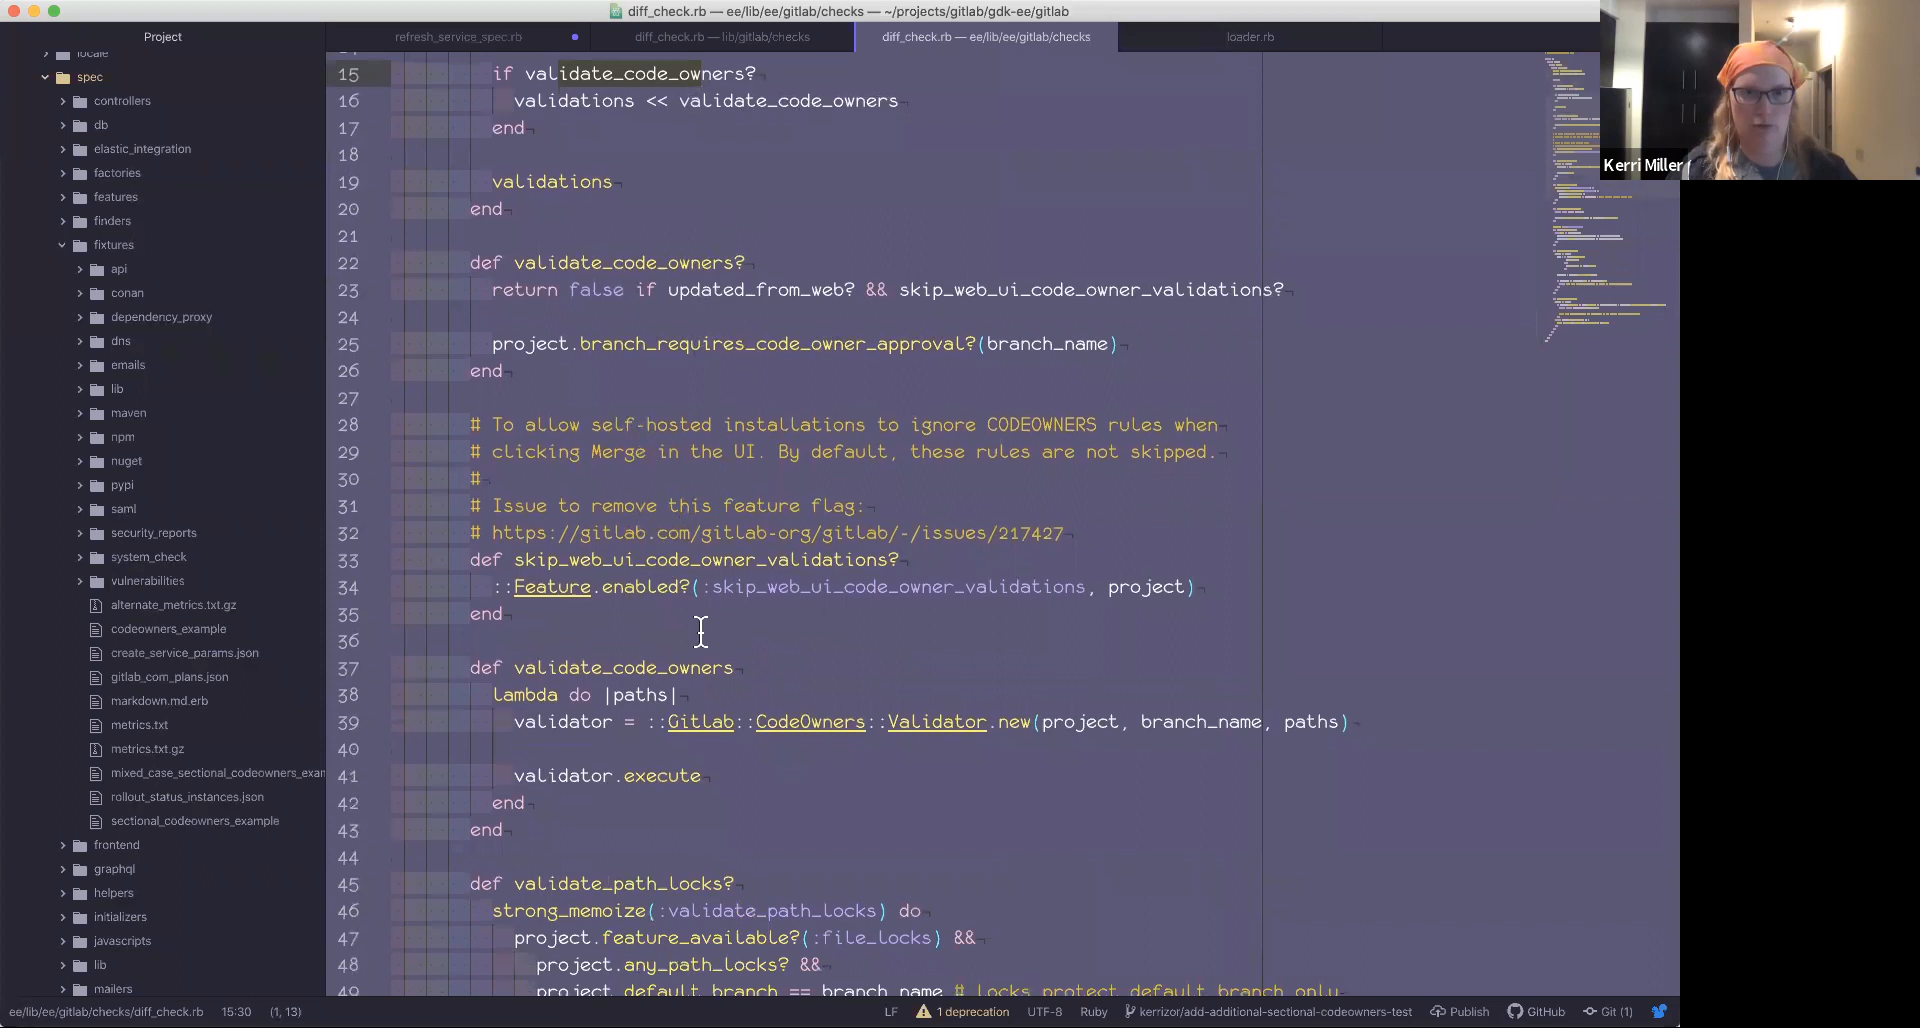 diff_check.rb — ee/lib/ee/gitlab/checks — ~/projects/gitlab/gdk-ee/gitlab
Project
refresh_service_spec.rb
diff_check.rb — lib/gitlab/checks
diff_check.rb — ee/lib/ee/gitlab/checks
loader.rb
locale
spec
controllers
db
elastic_integration
factories
features
finders
fixtures
api
conan
dependency_proxy
dns
emails
lib
maven
npm
nuget
pypi
saml
security_reports
system_check
vulnerabilities
alternate_metrics.txt.gz
codeowners_example
create_service_params.json
gitlab_com_plans.json
markdown.md.erb
metrics.txt
metrics.txt.gz
mixed_case_sectional_codeowners_exam
rollout_status_instances.json
sectional_codeowners_example
frontend
graphql
helpers
initializers
javascripts
lib
mailers
15 if validate_code_owners?
16 validations << validate_code_owners
17 end
18
19 validations
20 end
21
22 def validate_code_owners?
23 return false if updated_from_web? && skip_web_ui_code_owner_validations?
24
25 project.branch_requires_code_owner_approval?(branch_name)
26 end
27
28 # To allow self-hosted installations to ignore CODEOWNERS rules when
29 # clicking Merge in the UI. By default, these rules are not skipped.
30 #
31 # Issue to remove this feature flag:
32 # https://gitlab.com/gitlab-org/gitlab/-/issues/217427
33 def skip_web_ui_code_owner_validations?
34 ::Feature.enabled?(:skip_web_ui_code_owner_validations, project)
35 end
36
37 def validate_code_owners
38 lambda do |paths|
39 validator = ::Gitlab::CodeOwners::Validator.new(project, branch_name, paths)
40
41 validator.execute
42 end
43 end
44
45 def validate_path_locks?
46 strong_memoize(:validate_path_locks) do
47 project.feature_available?(:file_locks) &&
48 project.any_path_locks? &&
49 project.default_branch == branch_name # locks protect default branch only
Kerri Miller
ee/lib/ee/gitlab/checks/diff_check.rb 15:30 (1, 13) LF 1 deprecation UTF-8 Ruby kerrizor/add-additional-sectional-codeowners-test Publish GitHub Git (1)